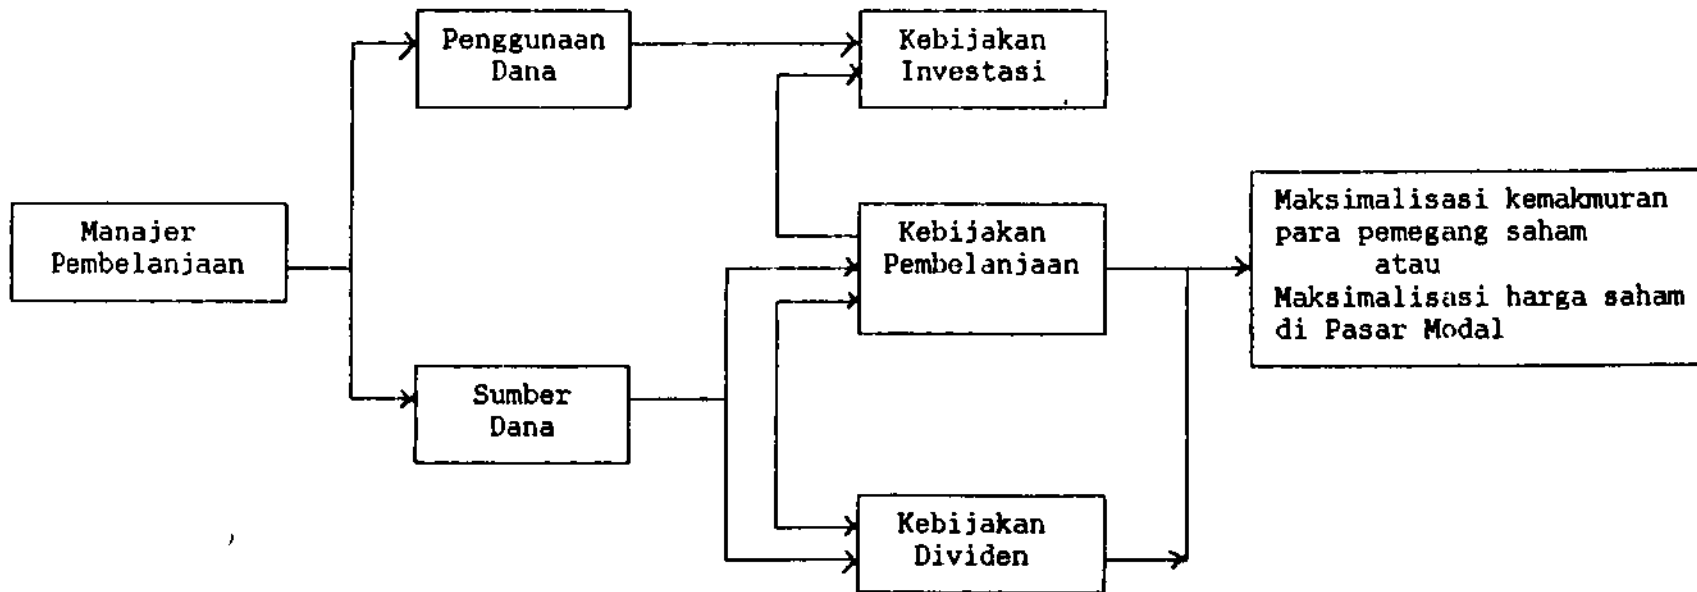 Penggunaan
Dana
Kebijakan
Investasi
Manajer
Pembelanjaan
Kebijakan
Pembelanjaan
Maksimalisasi kemakmuran
para pemegang saham
atau
Maksimalisasi harga saham
di Pasar Modal
Sumber
Dana
Kebijakan
Dividen